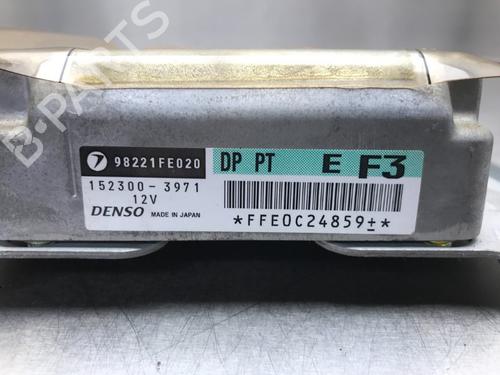 98221FE020 DP PT E F3
152300-3971
12V
DENSO MADE IN JAPAN
*FFE0C24859+*
B-PARTS